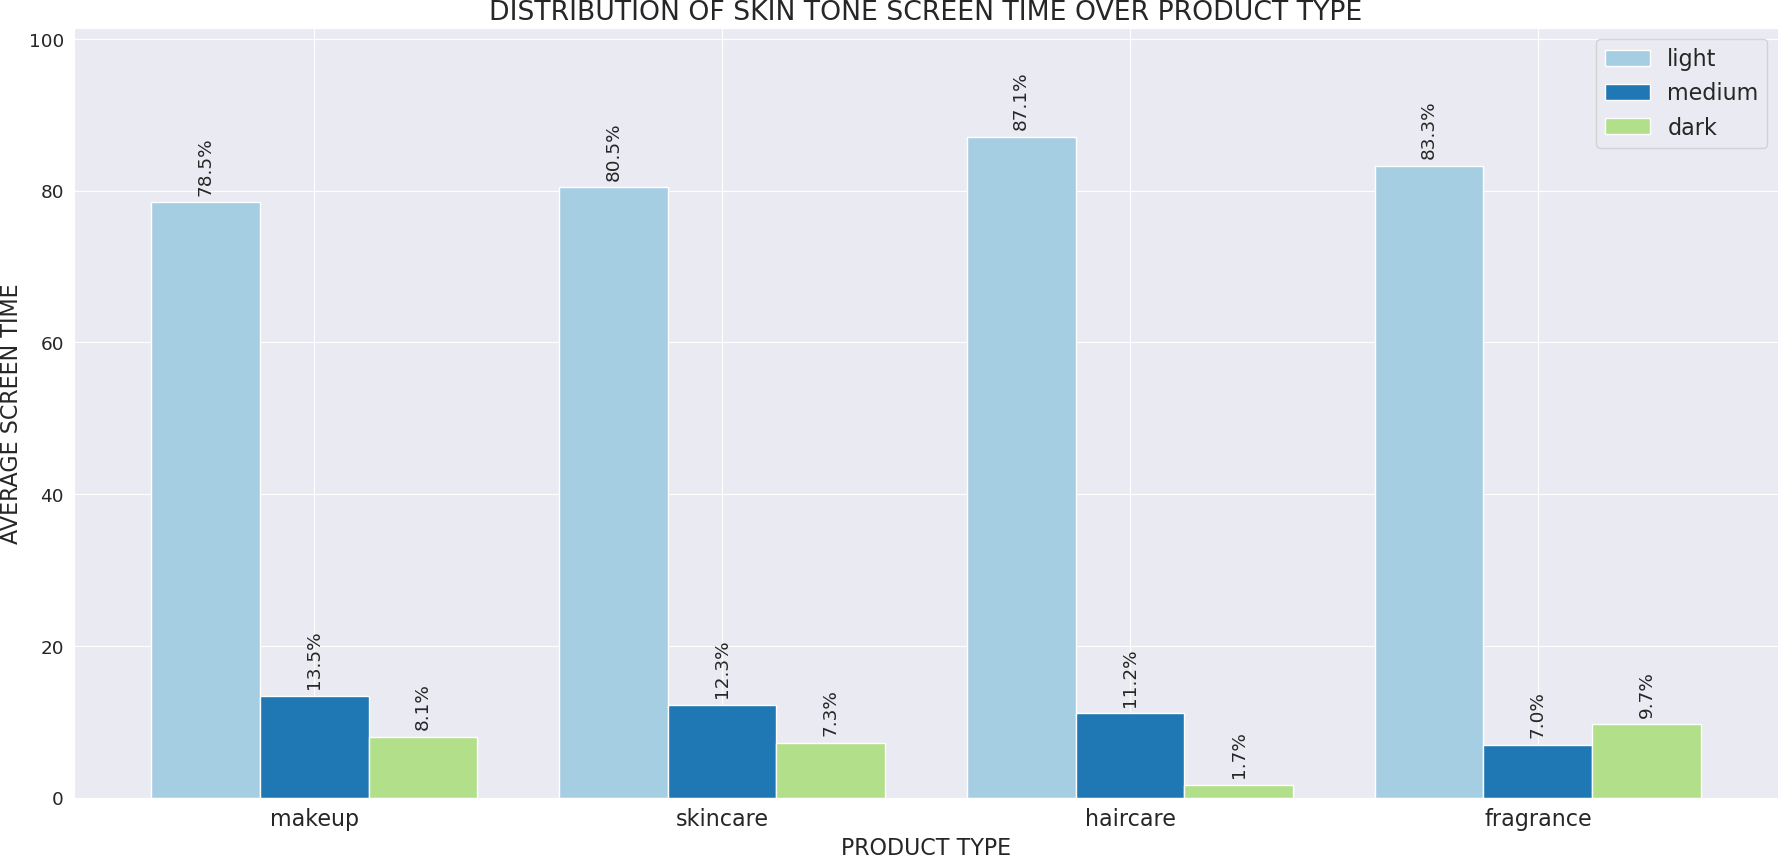 DISTRIBUTION OF SKIN TONE SCREEN TIME OVER PRODUCT TYPE
light
medium
dark
AVERAGE SCREEN TIME
100
80
60
40
20
0
78.5%
13.5%
8.1%
80.5%
12.3%
7.3%
87.1%
11.2%
1.7%
83.3%
7.0%
9.7%
makeup
skincare
haircare
fragrance
PRODUCT TYPE